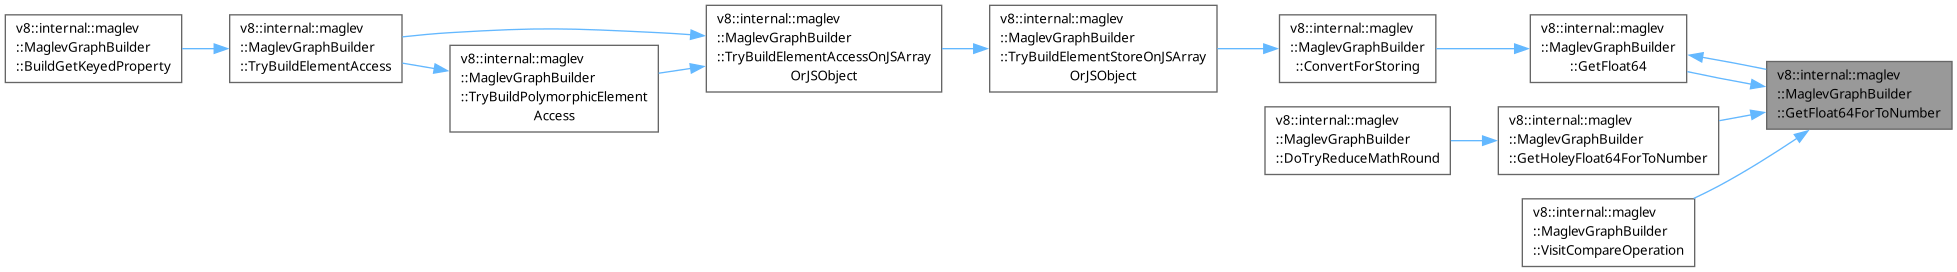 v8::internal::maglev
::MaglevGraphBuilder
::BuildGetKeyedProperty
v8::internal::maglev
::MaglevGraphBuilder
::TryBuildElementAccess
v8::internal::maglev
::MaglevGraphBuilder
::TryBuildPolymorphicElement
Access
v8::internal::maglev
::MaglevGraphBuilder
::TryBuildElementAccessOnJSArray
OrJSObject
v8::internal::maglev
::MaglevGraphBuilder
::TryBuildElementStoreOnJSArray
OrJSObject
v8::internal::maglev
::MaglevGraphBuilder
::ConvertForStoring
v8::internal::maglev
::MaglevGraphBuilder
::GetFloat64
v8::internal::maglev
::MaglevGraphBuilder
::GetFloat64ForToNumber
v8::internal::maglev
::MaglevGraphBuilder
::DoTryReduceMathRound
v8::internal::maglev
::MaglevGraphBuilder
::GetHoleyFloat64ForToNumber
v8::internal::maglev
::MaglevGraphBuilder
::VisitCompareOperation